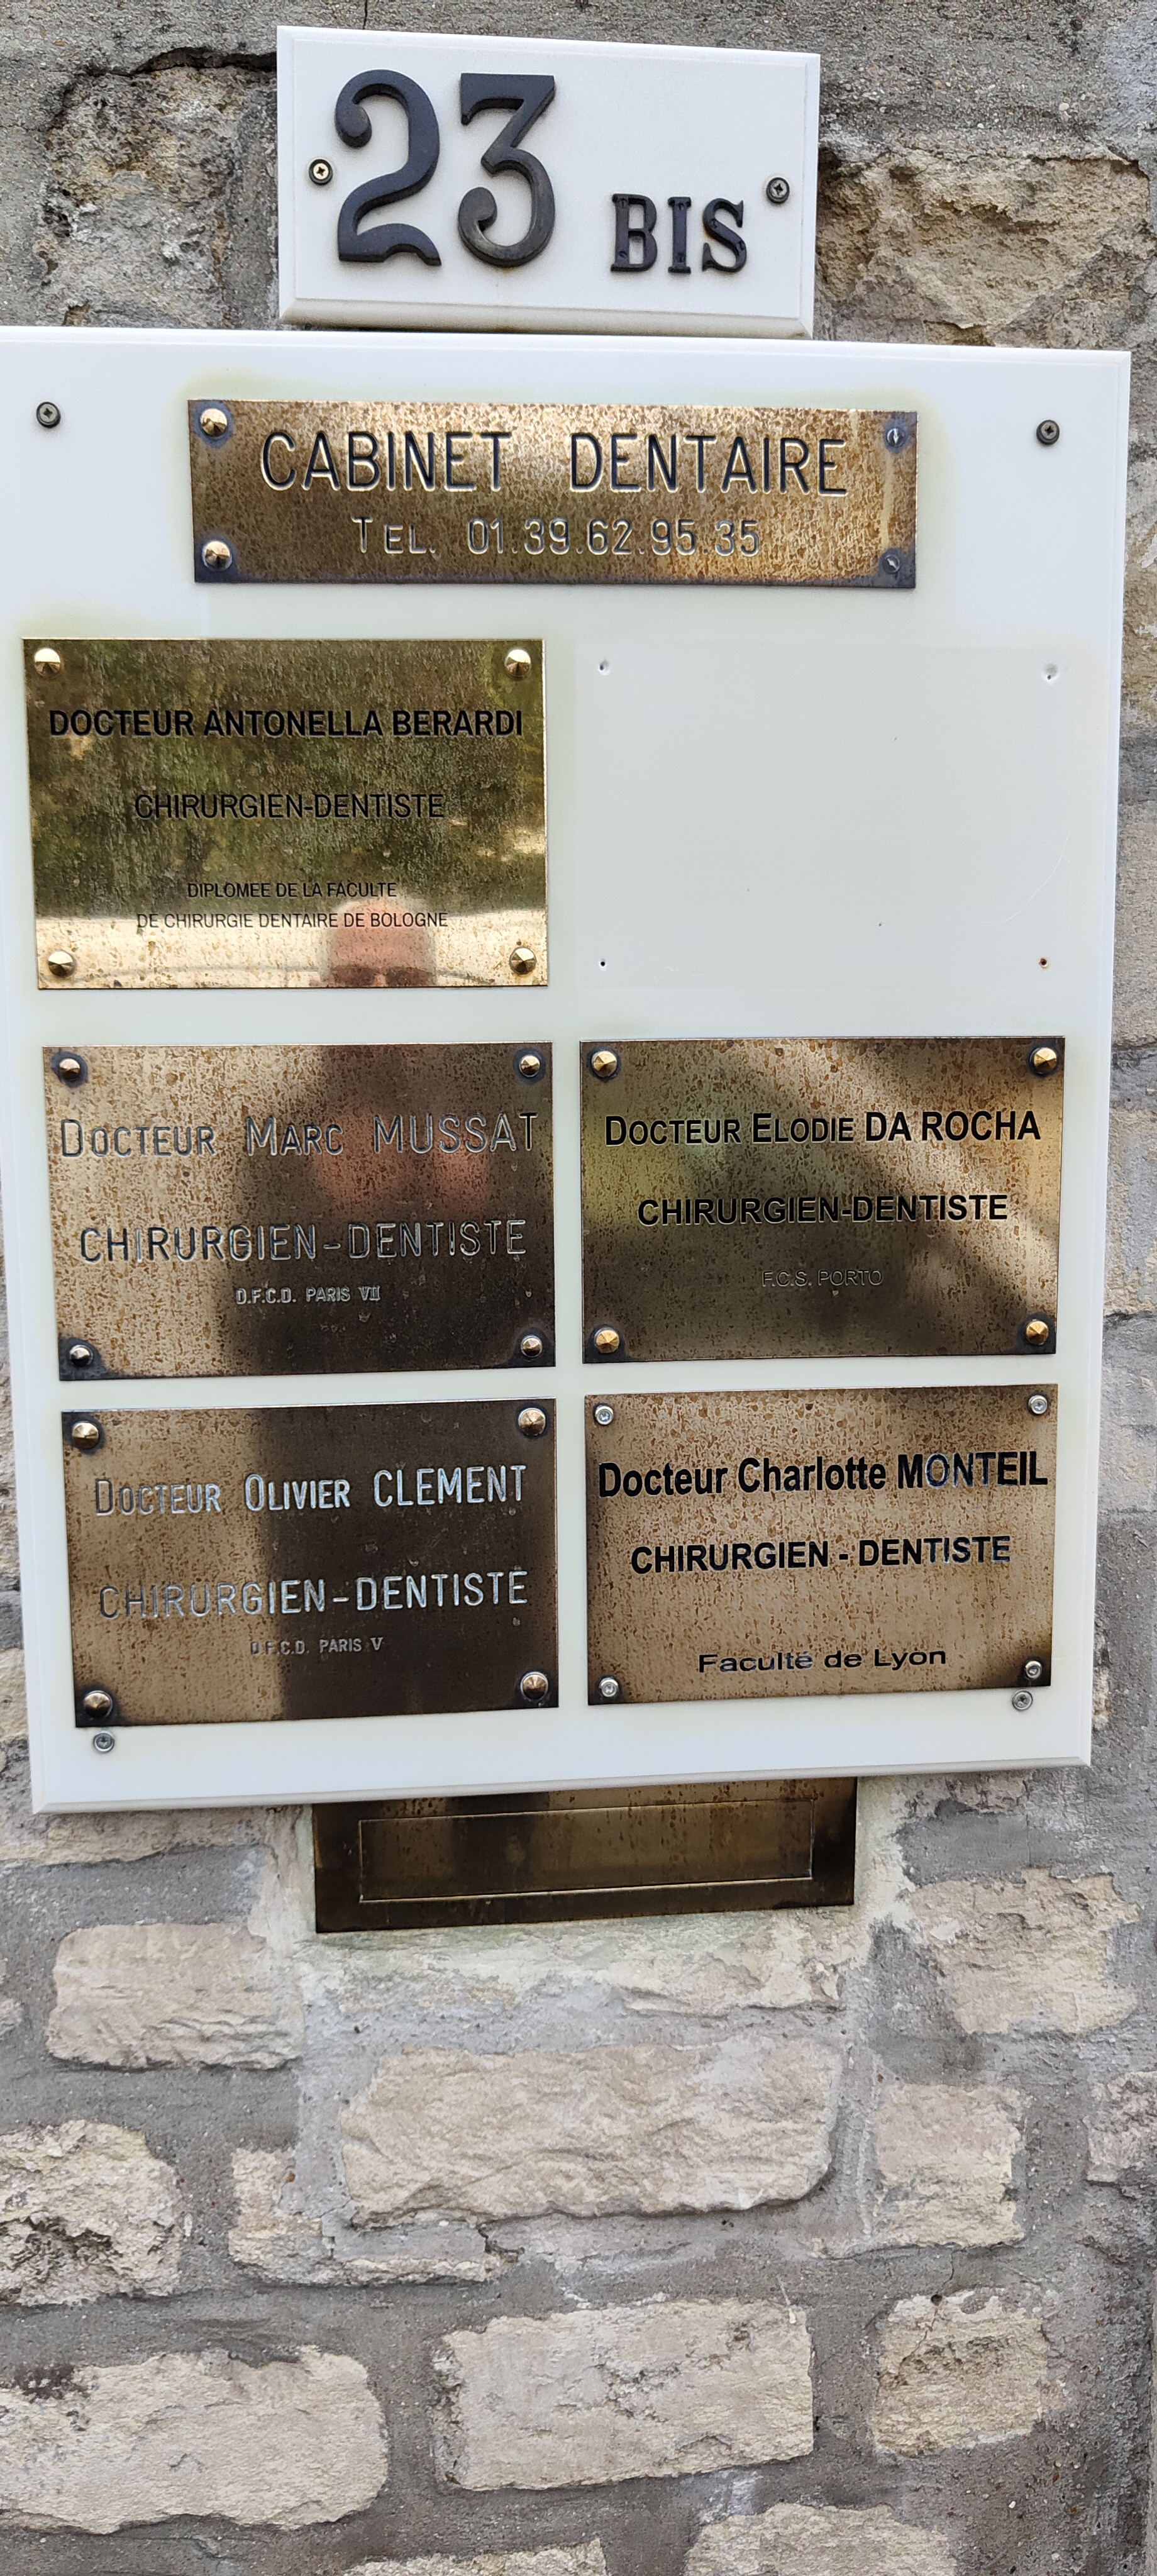 23 BIS
CABINET DENTAIRE
TEL. 01.39.62.95.35
DOCTEUR ANTONELLA BERARDI
CHIRURGIEN-DENTISTE
DIPLOMEE DE LA FACULTE
DE CHIRURGIE DENTAIRE DE BOLOGNE
DOCTEUR MARC MUSSAT
CHIRURGIEN-DENTISTE
D.F.C.D. PARIS VII
DOCTEUR ELODIE DA ROCHA
CHIRURGIEN-DENTISTE
F.C.S. PORTO
DOCTEUR OLIVIER CLEMENT
CHIRURGIEN-DENTISTE
D.F.C.D. PARIS V
Docteur Charlotte MONTEIL
CHIRURGIEN - DENTISTE
Faculté de Lyon